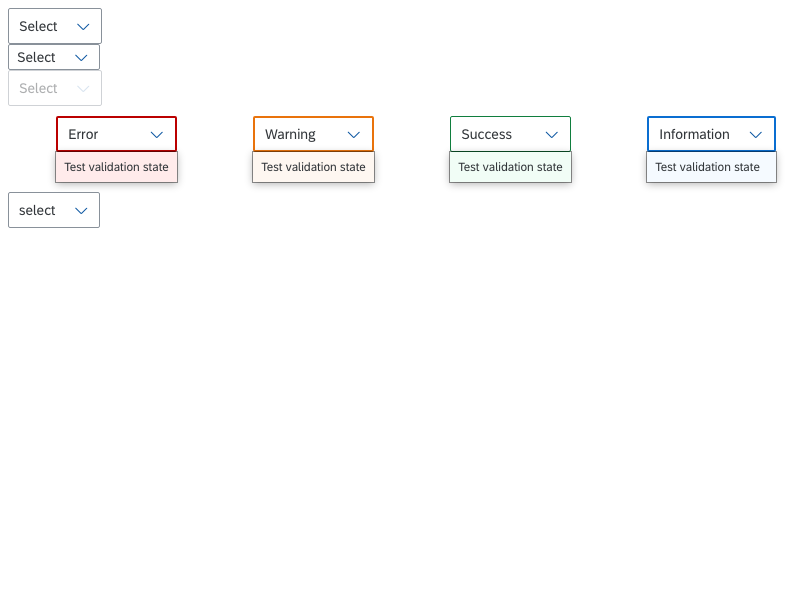 Select
Select
Select
Error Warning Success Information
Test validation state Test validation state Test validation state Test validation state
select